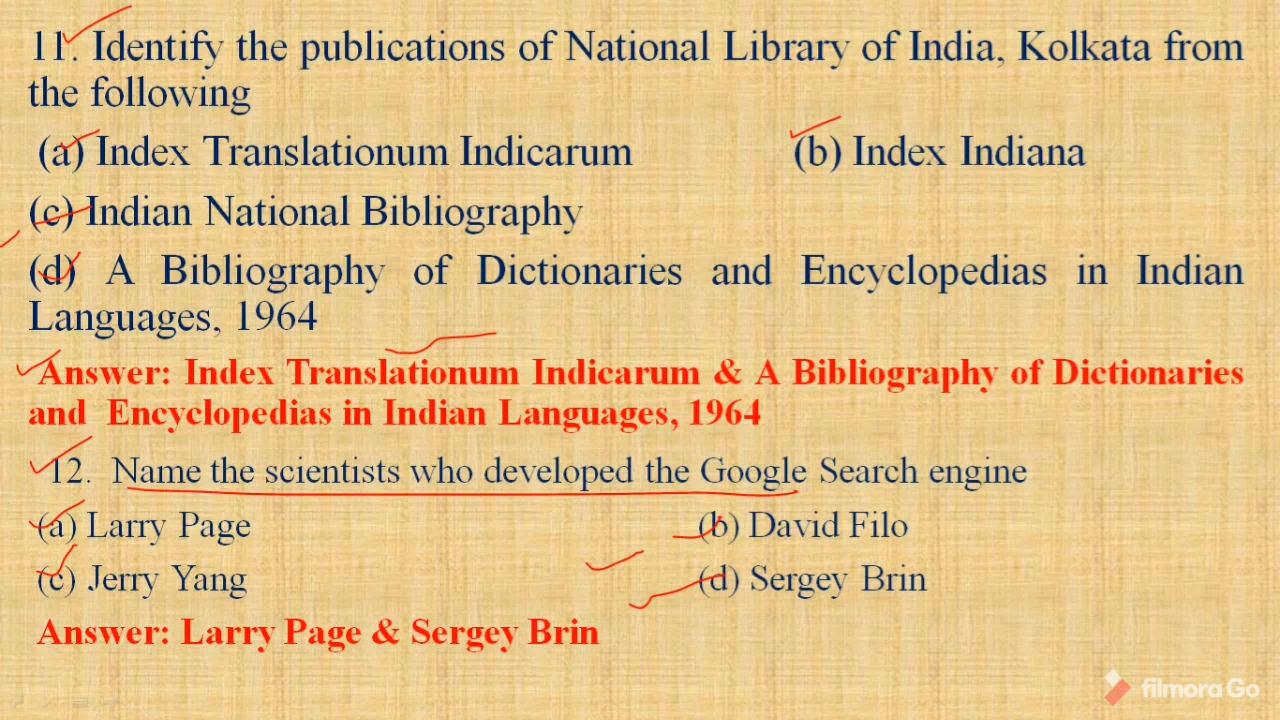 11. Identify the publications of National Library of India, Kolkata from
the following
(a) Index Translationum Indicarum (b) Index Indiana
(c) Indian National Bibliography
(d) A Bibliography of Dictionaries and Encyclopedias in Indian
Languages, 1964
Answer: Index Translationum Indicarum & A Bibliography of Dictionaries
and Encyclopedias in Indian Languages, 1964
12. Name the scientists who developed the Google Search engine
(a) Larry Page (b) David Filo
(c) Jerry Yang (d) Sergey Brin
Answer: Larry Page & Sergey Brin
filmora Go